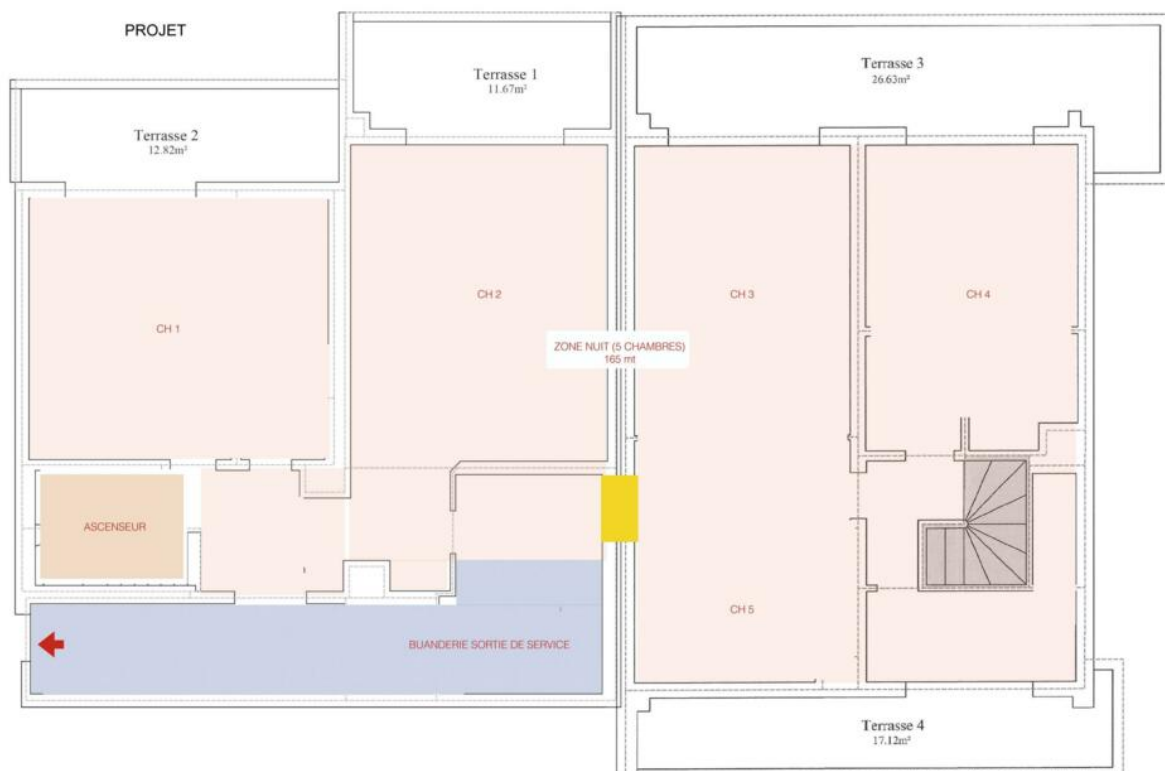 PROJET
Terrasse 1
11.67m²
Terrasse 3
26.63m²
Terrasse 2
12.82m²
CH 1
CH 2
CH 3
CH 4
ZONE NUIT (5 CHAMBRES)
165 mt
ASCENSEUR
CH 5
BUANDERIE SORTIE DE SERVICE
Terrasse 4
17.12m²